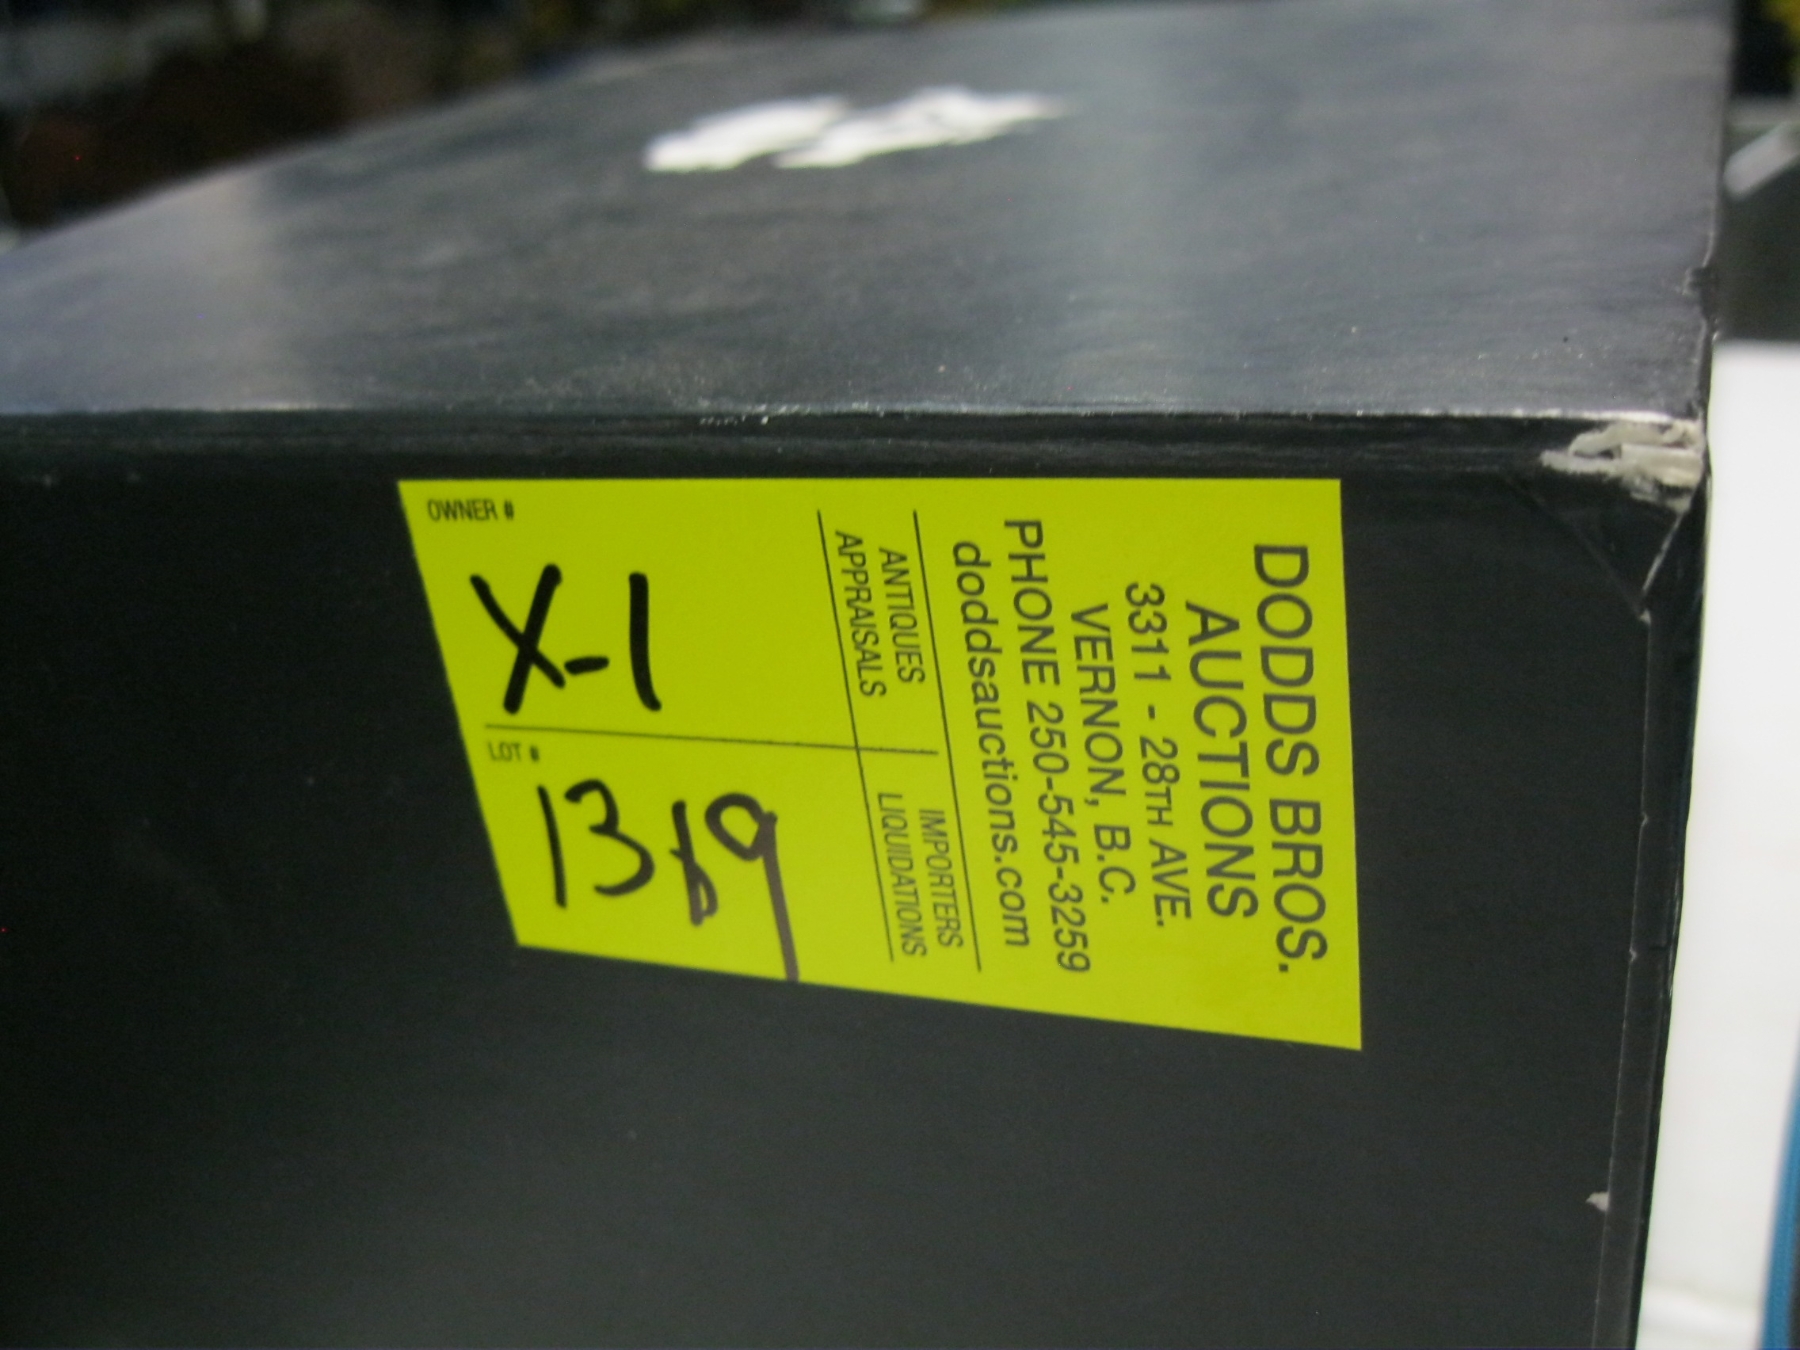 DODDS BROS.
AUCTIONS
3311 - 28TH AVE.
VERNON, B.C.
PHONE 250-545-3259
doddsauctions.com
ANTIQUES IMPORTERS
APPRAISALS LIQUIDATIONS
OWNER #
X-1
LOT #